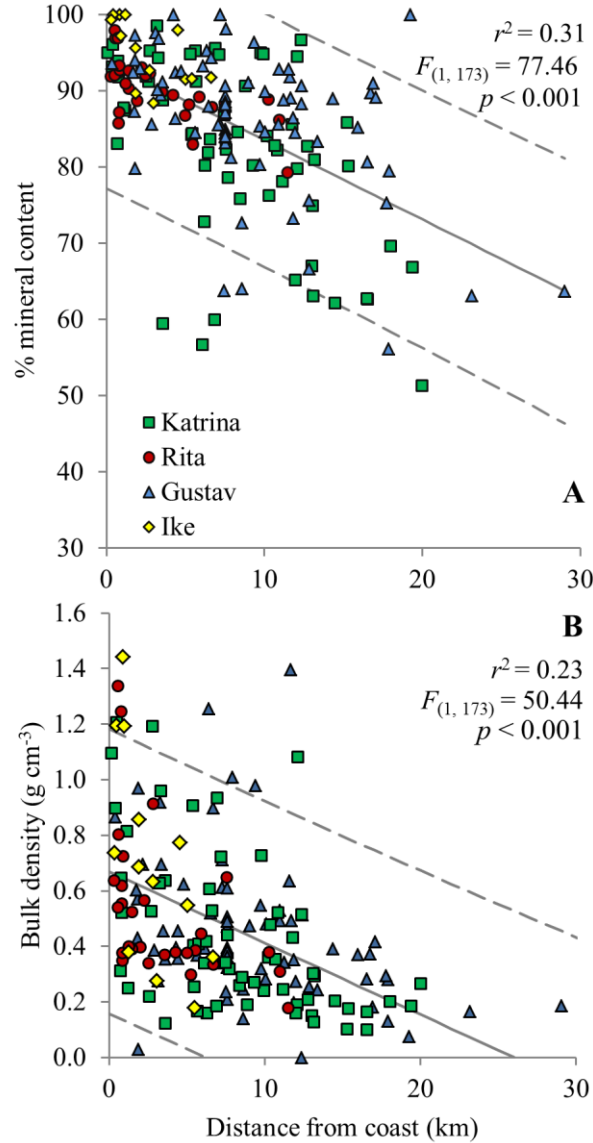 100
90
80
70
60
50
40
30
% mineral content
r² = 0.31
F(1, 173) = 77.46
p < 0.001
Katrina
Rita
Gustav
Ike
A
0 10 20 30
1.6
1.4
1.2
1.0
0.8
0.6
0.4
0.2
0.0
Bulk density (g cm⁻³)
B
r² = 0.23
F(1, 173) = 50.44
p < 0.001
0 10 20 30
Distance from coast (km)